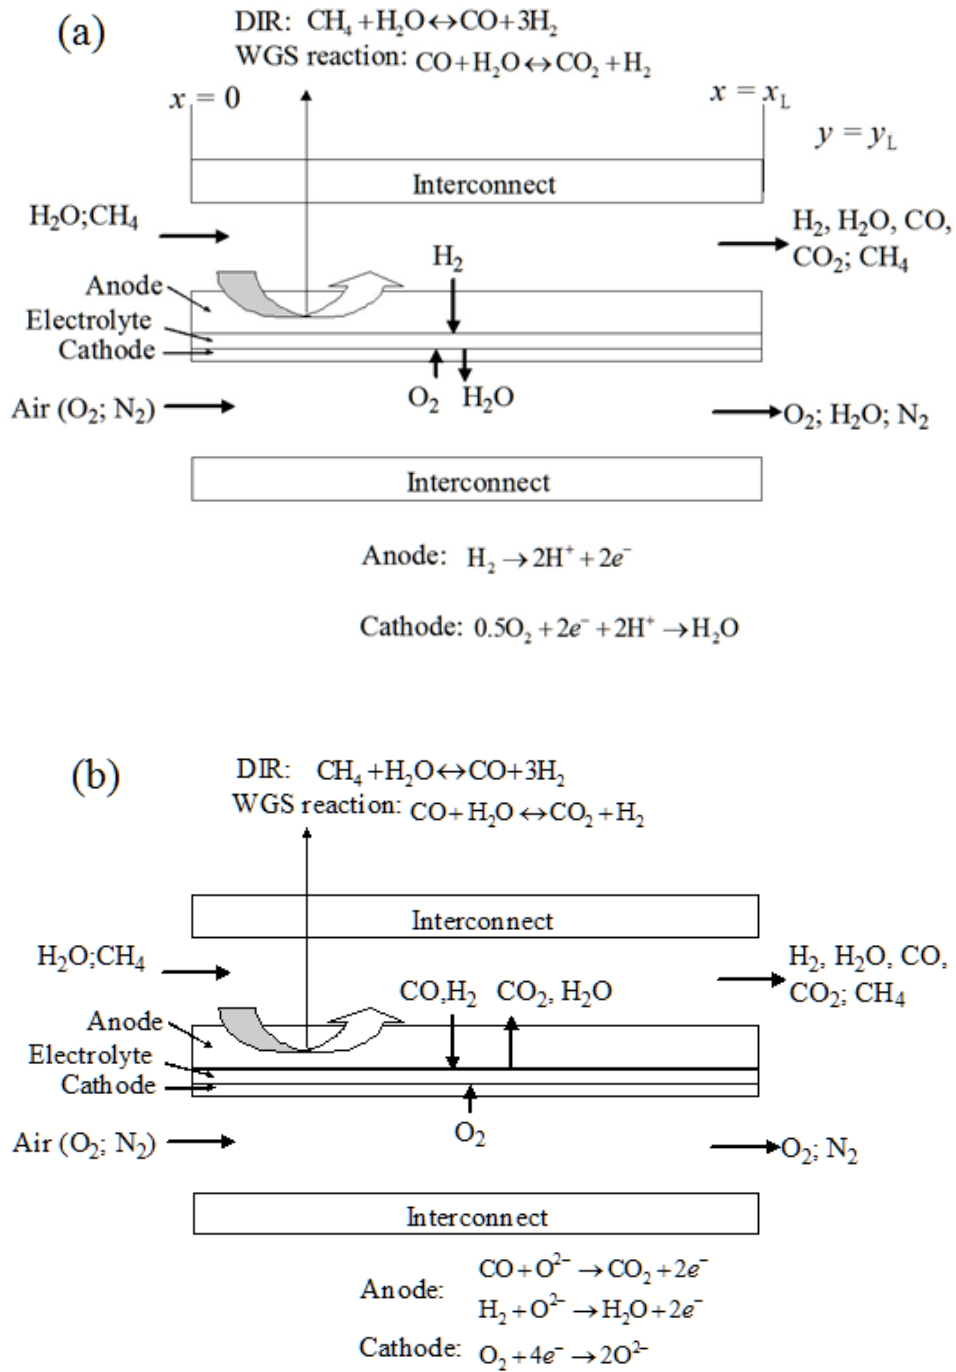 (a)
DIR: CH₄+H₂O↔CO+3H₂
WGS reaction: CO+H₂O↔CO₂+H₂
x = 0
x = x_L
y = y_L
Interconnect
H₂O;CH₄
H₂, H₂O, CO,
CO₂; CH₄
H₂
Anode
Electrolyte
Cathode
O₂ H₂O
Air (O₂; N₂)
O₂; H₂O; N₂
Interconnect
Anode: H₂→2H⁺+2e⁻
Cathode: 0.5O₂+2e⁻+2H⁺→H₂O
(b)
DIR: CH₄+H₂O↔CO+3H₂
WGS reaction: CO+H₂O↔CO₂+H₂
Interconnect
H₂O;CH₄
H₂, H₂O, CO,
CO₂; CH₄
CO,H₂ CO₂, H₂O
Anode
Electrolyte
Cathode
O₂
Air (O₂; N₂)
O₂; N₂
Interconnect
Anode:
CO+O²⁻→CO₂+2e⁻
H₂+O²⁻→H₂O+2e⁻
Cathode: O₂+4e⁻→2O²⁻